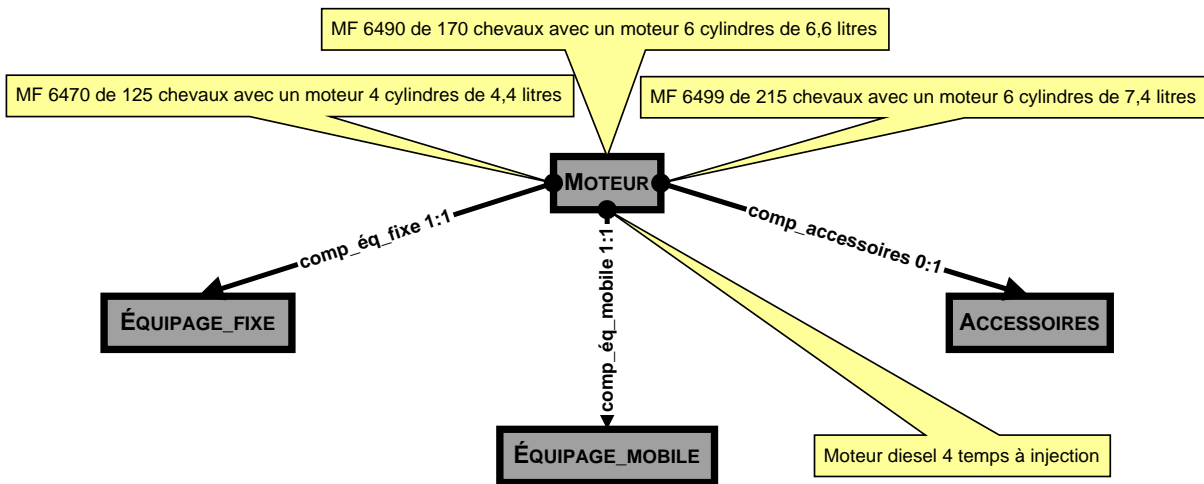 MF 6490 de 170 chevaux avec un moteur 6 cylindres de 6,6 litres
MF 6470 de 125 chevaux avec un moteur 4 cylindres de 4,4 litres
MF 6499 de 215 chevaux avec un moteur 6 cylindres de 7,4 litres
MOTEUR
comp_éq_fixe 1:1
comp_éq_mobile 1:1
comp_accessoires 0:1
ÉQUIPAGE_FIXE
ACCESSOIRES
ÉQUIPAGE_MOBILE
Moteur diesel 4 temps à injection